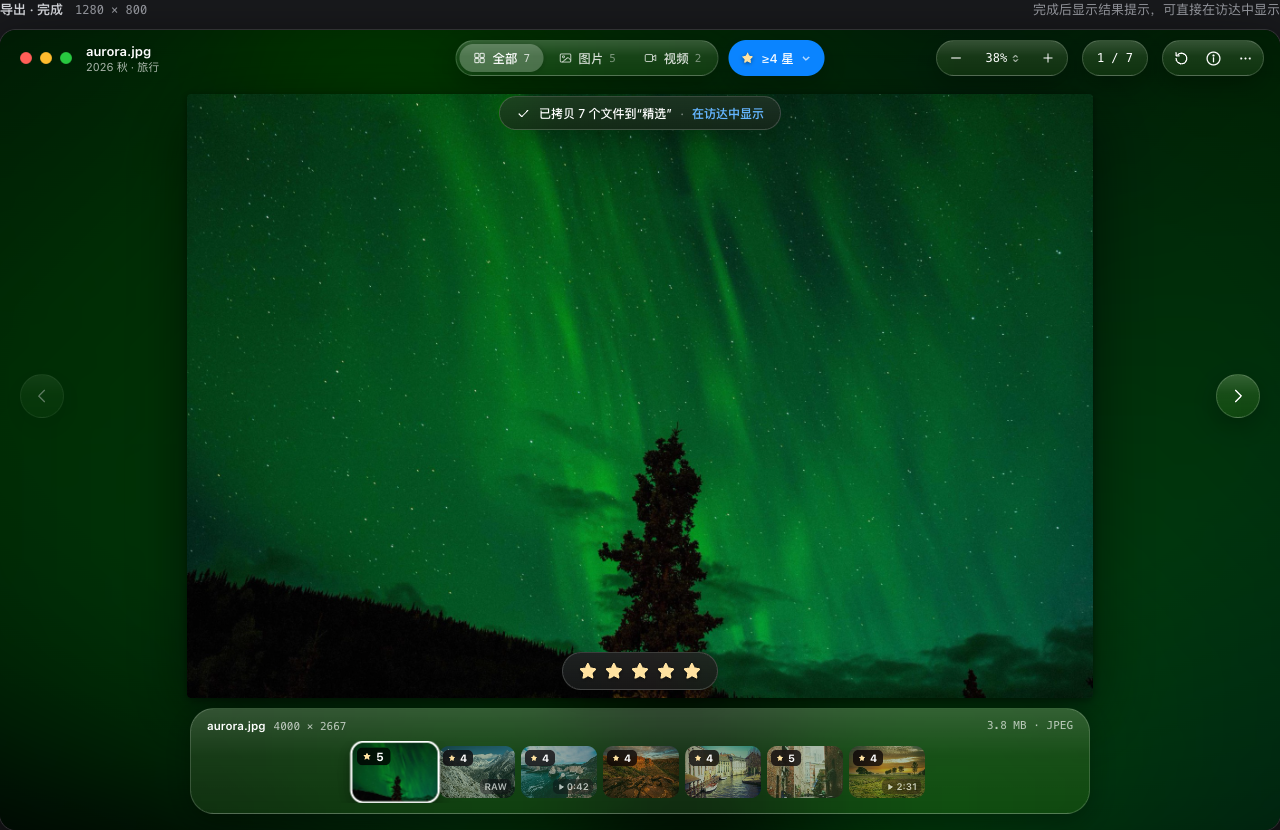 导出 · 完成 1280 × 800
完成后显示结果提示，可直接在访达中显示
aurora.jpg
2026 秋 · 旅行
全部 7 图片 5 视频 2
≥4 星
38%
1 / 7
已拷贝 7 个文件到“精选” · 在访达中显示
aurora.jpg 4000 × 2667
3.8 MB · JPEG
5
4
RAW
4
0:42
4
4
5
4
2:31